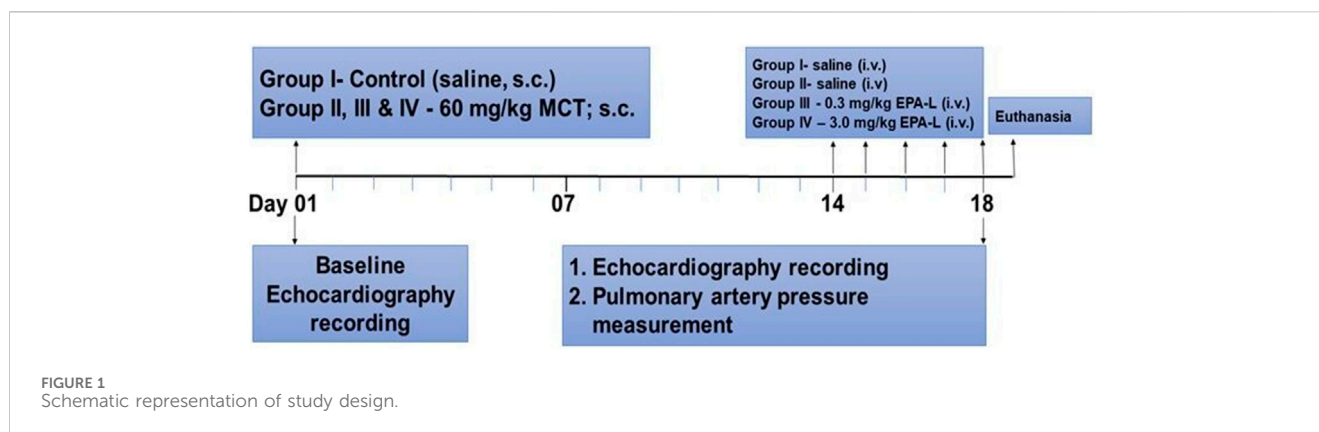 Group I- Control (saline, s.c.)
Group II, III & IV - 60 mg/kg MCT; s.c.
Group I- saline (i.v.)
Group II- saline (i.v)
Group III - 0.3 mg/kg EPA-L (i.v.)
Group IV – 3.0 mg/kg EPA-L (i.v.)
Euthanasia
Day 01 07 14 18
Baseline
Echocardiography
recording
1. Echocardiography recording
2. Pulmonary artery pressure
measurement
FIGURE 1
Schematic representation of study design.